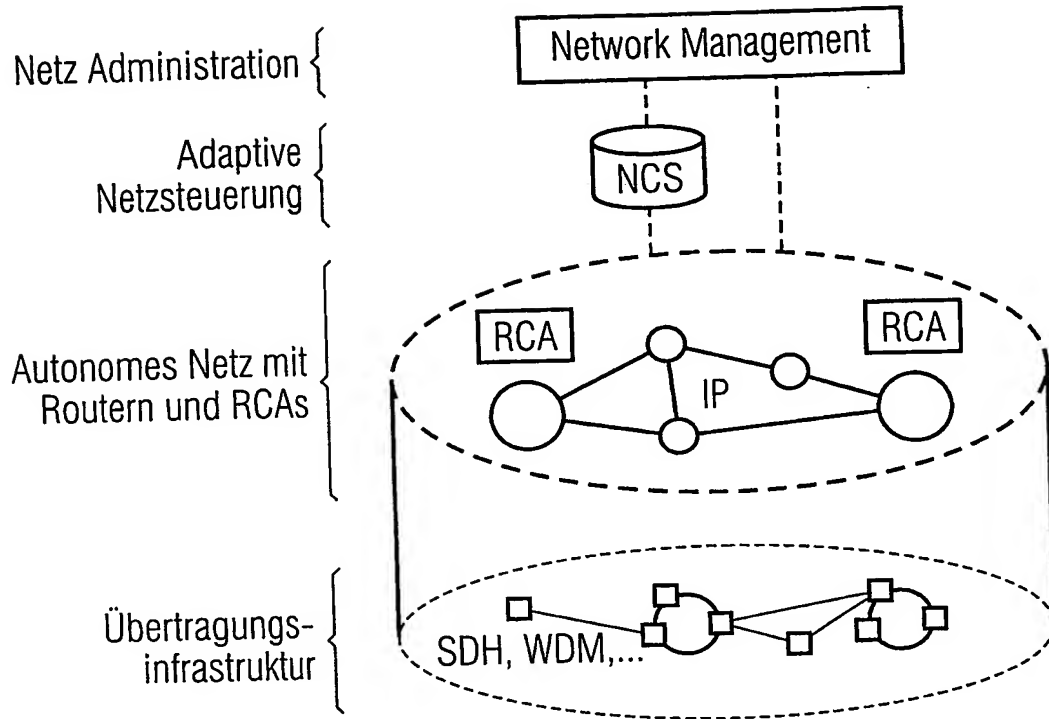 Network Management
Netz Administration
Adaptive
Netzsteuerung
NCS
RCA
RCA
Autonomes Netz mit
Routern und RCAs
IP
Übertragungs-
infrastruktur
SDH, WDM,...